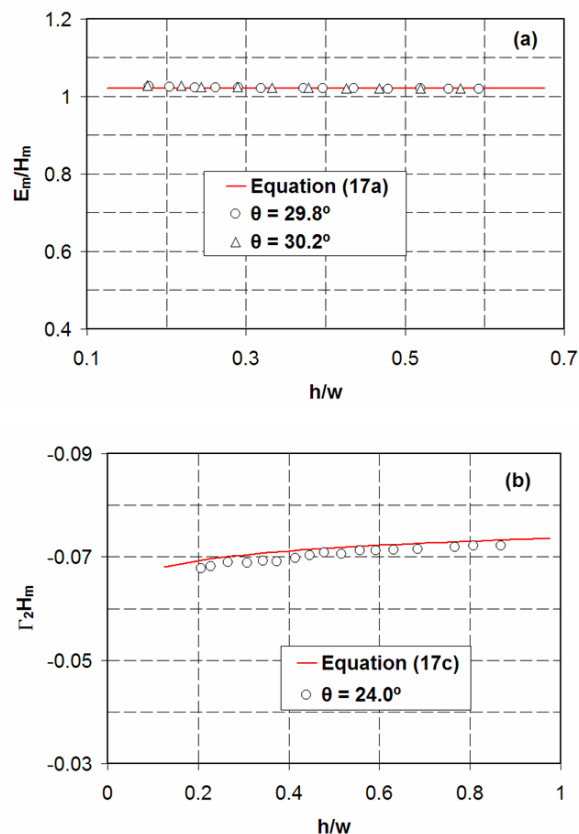 1.2
(a)
1
0.8
Em/Hm
Equation (17a)
θ = 29.8º
θ = 30.2º
0.6
0.4
0.1
0.3
0.5
0.7
h/w
-0.09
(b)
-0.07
Γ2Hm
-0.05
Equation (17c)
θ = 24.0º
-0.03
0
0.2
0.4
0.6
0.8
1
h/w